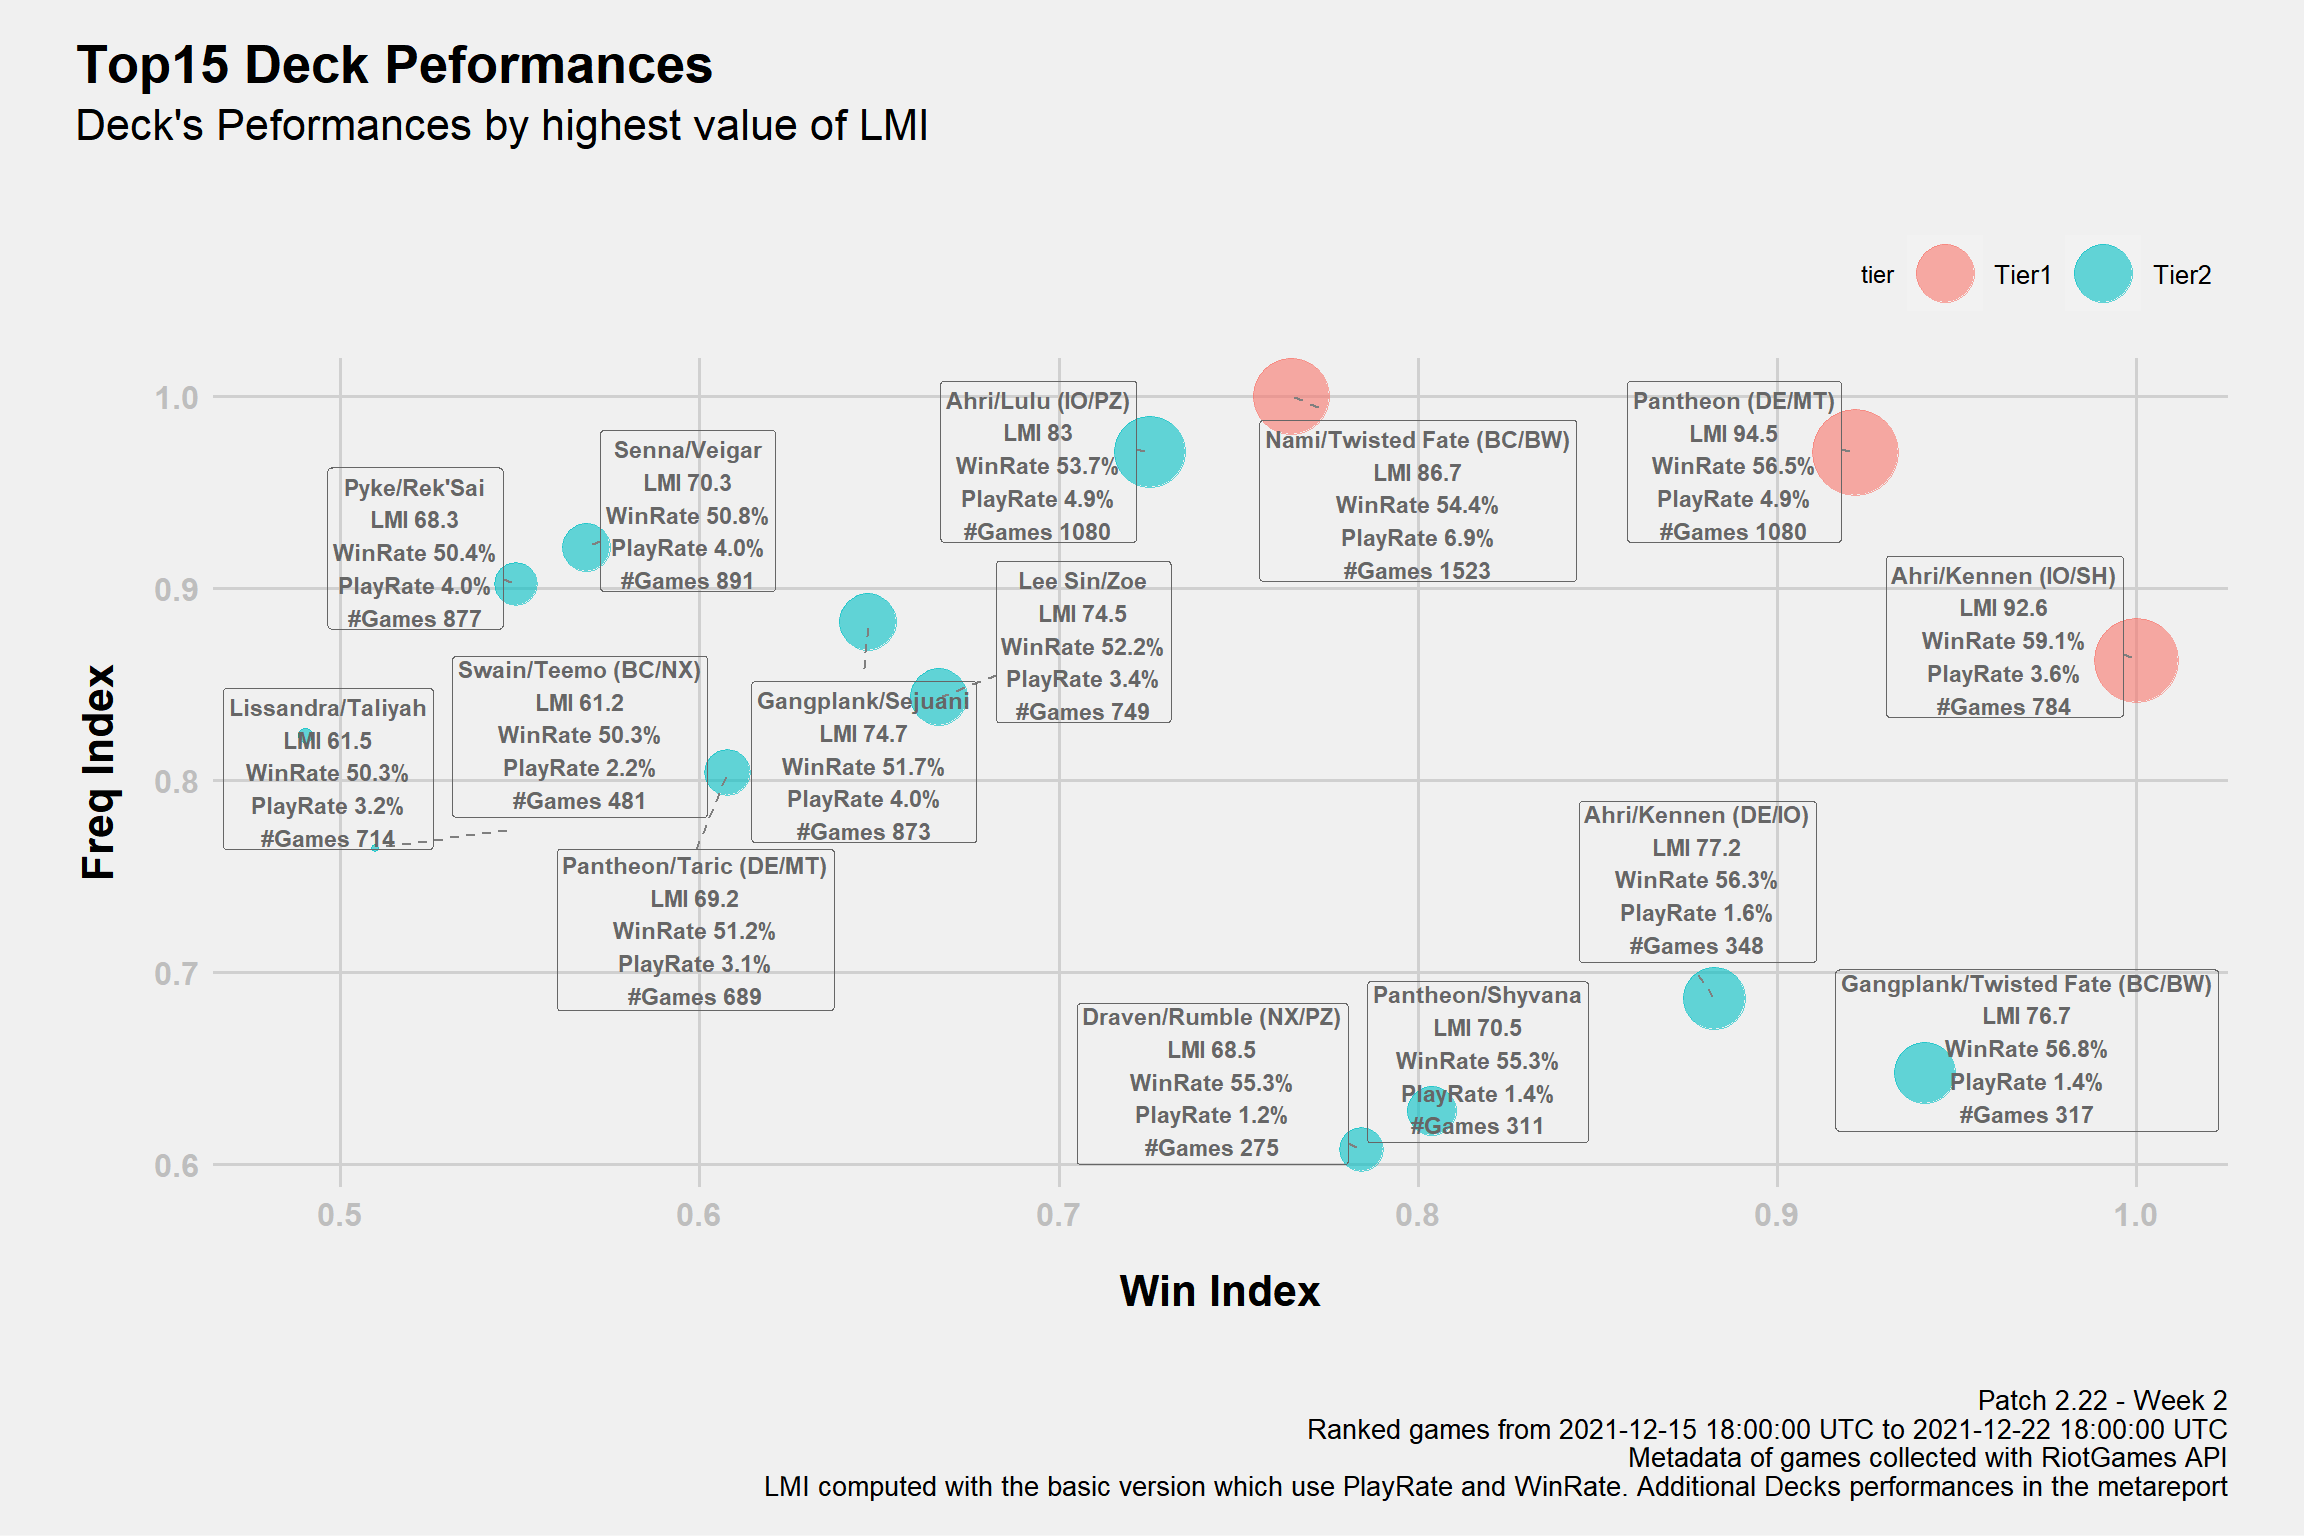 Top15 Deck Peformances
Deck's Peformances by highest value of LMI
tier Tier1 Tier2
Freq Index
1.0
0.9
0.8
0.7
0.6
Ahri/Lulu (IO/PZ)
LMI 83
WinRate 53.7%
PlayRate 4.9%
#Games 1080
Nami/Twisted Fate (BC/BW)
LMI 86.7
WinRate 54.4%
PlayRate 6.9%
#Games 1523
Pantheon (DE/MT)
LMI 94.5
WinRate 56.5%
PlayRate 4.9%
#Games 1080
Senna/Veigar
LMI 70.3
WinRate 50.8%
PlayRate 4.0%
#Games 891
Pyke/Rek'Sai
LMI 68.3
WinRate 50.4%
PlayRate 4.0%
#Games 877
Lee Sin/Zoe
LMI 74.5
WinRate 52.2%
PlayRate 3.4%
#Games 749
Ahri/Kennen (IO/SH)
LMI 92.6
WinRate 59.1%
PlayRate 3.6%
#Games 784
Swain/Teemo (BC/NX)
LMI 61.2
WinRate 50.3%
PlayRate 2.2%
#Games 481
Lissandra/Taliyah
LMI 61.5
WinRate 50.3%
PlayRate 3.2%
#Games 714
Gangplank/Sejuani
LMI 74.7
WinRate 51.7%
PlayRate 4.0%
#Games 873
Pantheon/Taric (DE/MT)
LMI 69.2
WinRate 51.2%
PlayRate 3.1%
#Games 689
Ahri/Kennen (DE/IO)
LMI 77.2
WinRate 56.3%
PlayRate 1.6%
#Games 348
Gangplank/Twisted Fate (BC/BW)
LMI 76.7
WinRate 56.8%
PlayRate 1.4%
#Games 317
Pantheon/Shyvana
LMI 70.5
WinRate 55.3%
PlayRate 1.4%
#Games 311
Draven/Rumble (NX/PZ)
LMI 68.5
WinRate 55.3%
PlayRate 1.2%
#Games 275
0.5 0.6 0.7 0.8 0.9 1.0
Win Index
Patch 2.22 - Week 2
Ranked games from 2021-12-15 18:00:00 UTC to 2021-12-22 18:00:00 UTC
Metadata of games collected with RiotGames API
LMI computed with the basic version which use PlayRate and WinRate. Additional Decks performances in the metareport